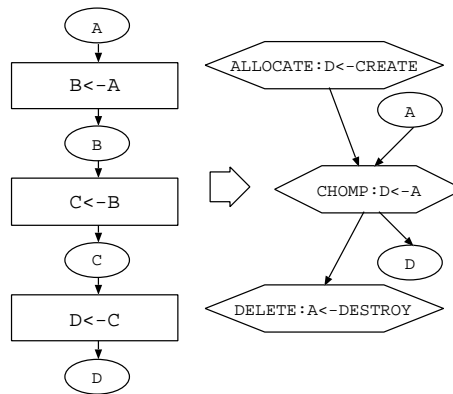 A
B<-A
B
C<-B
C
D<-C
D
ALLOCATE:D<-CREATE
A
CHOMP:D<-A
D
DELETE:A<-DESTROY